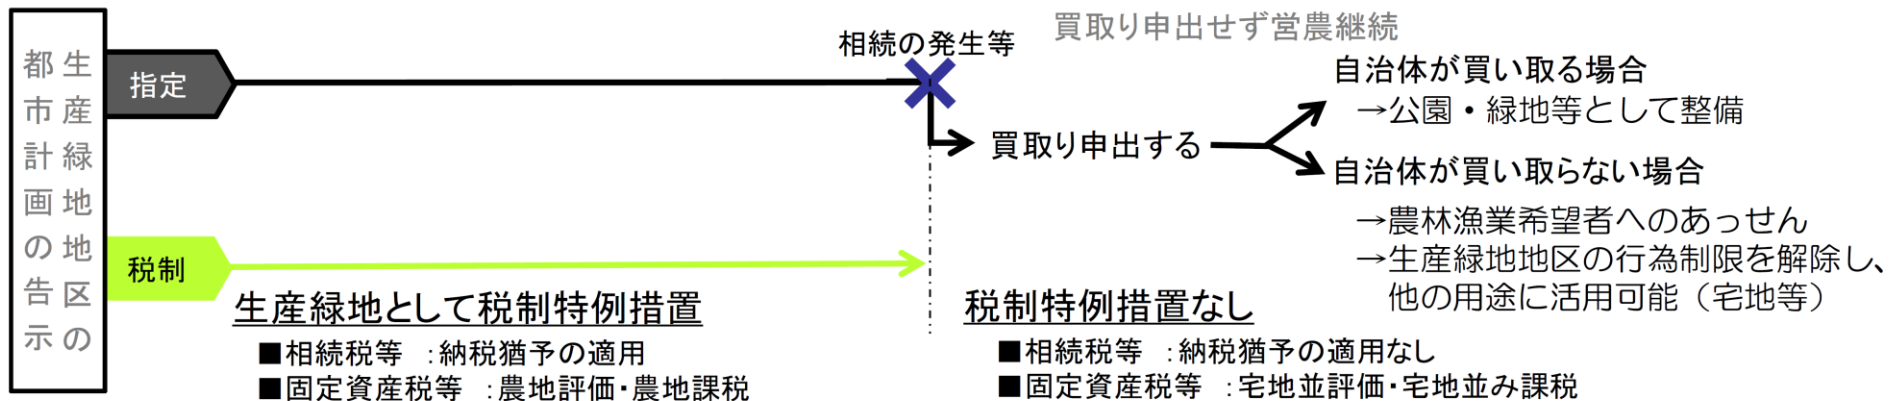 生産緑地地区の
都市計画の告示
指定
相続の発生等
買取り申出せず営農継続
買取り申出する
自治体が買い取る場合
→公園・緑地等として整備
自治体が買い取らない場合
→農林漁業希望者へのあっせん
→生産緑地地区の行為制限を解除し、
他の用途に活用可能（宅地等）
税制
生産緑地として税制特例措置
■相続税等　：納税猶予の適用
■固定資産税等　：農地評価・農地課税
税制特例措置なし
■相続税等　：納税猶予の適用なし
■固定資産税等　：宅地並評価・宅地並み課税